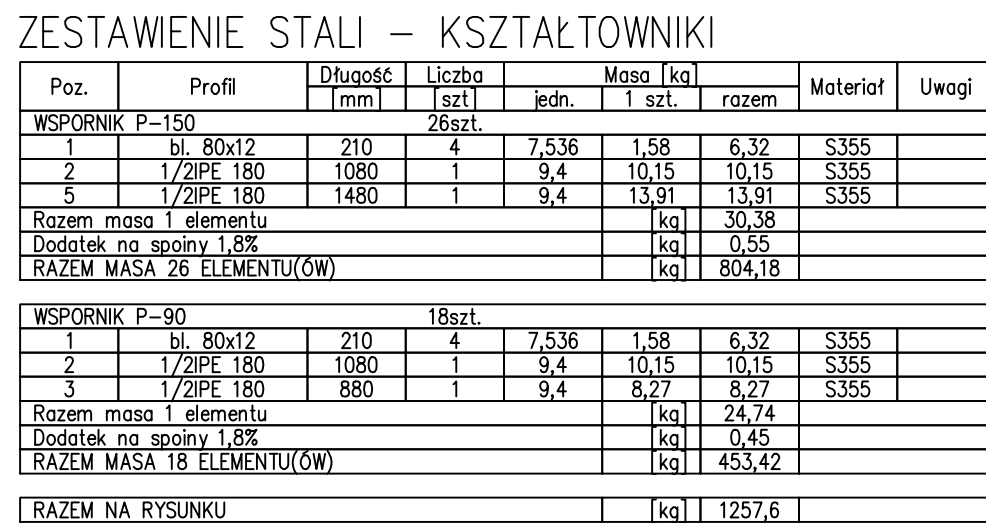 ZESTAWIENIE STALI – KSZTAŁTOWNIKI
Poz. Profil Długość [mm] Liczba [szt] Masa [kg] jedn. 1 szt. razem Materiał Uwagi
WSPORNIK P–150 26szt.
1 bl. 80x12 210 4 7,536 1,58 6,32 S355
2 1/2IPE 180 1080 1 9,4 10,15 10,15 S355
5 1/2IPE 180 1480 1 9,4 13,91 13,91 S355
Razem masa 1 elementu [kg] 30,38
Dodatek na spoiny 1,8% [kg] 0,55
RAZEM MASA 26 ELEMENTU(ÓW) [kg] 804,18
WSPORNIK P–90 18szt.
1 bl. 80x12 210 4 7,536 1,58 6,32 S355
2 1/2IPE 180 1080 1 9,4 10,15 10,15 S355
3 1/2IPE 180 880 1 9,4 8,27 8,27 S355
Razem masa 1 elementu [kg] 24,74
Dodatek na spoiny 1,8% [kg] 0,45
RAZEM MASA 18 ELEMENTU(ÓW) [kg] 453,42
RAZEM NA RYSUNKU [kg] 1257,6